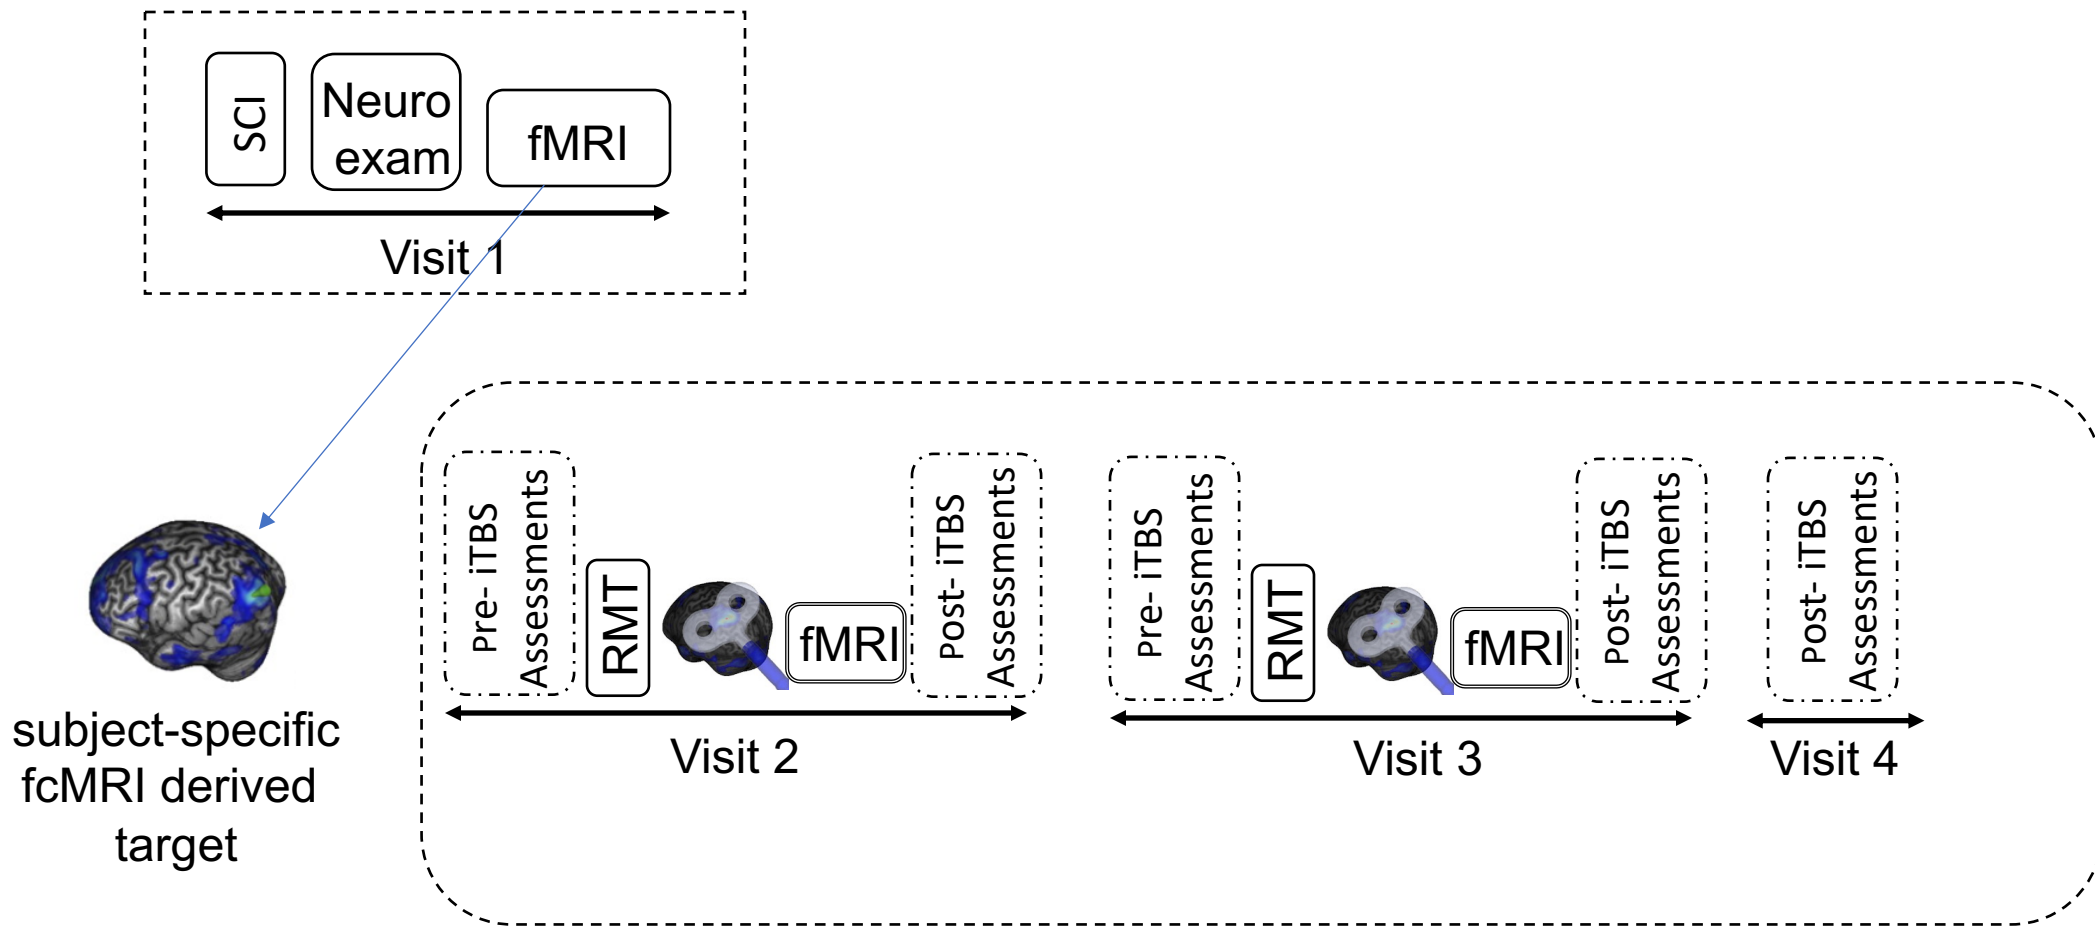 SCI
Neuro
exam
fMRI
Visit 1
subject-specific
fcMRI derived
target
Pre- iTBS
Assessments
RMT
fMRI
Post- iTBS
Assessments
Visit 2
Pre- iTBS
Assessments
RMT
fMRI
Post- iTBS
Assessments
Visit 3
Post- iTBS
Assessments
Visit 4